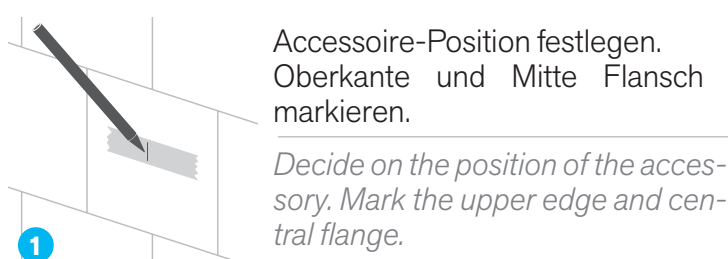 Accessoire-Position festlegen.
Oberkante und Mitte Flansch
markieren.
Decide on the position of the acces-
sory. Mark the upper edge and cen-
tral flange.
1